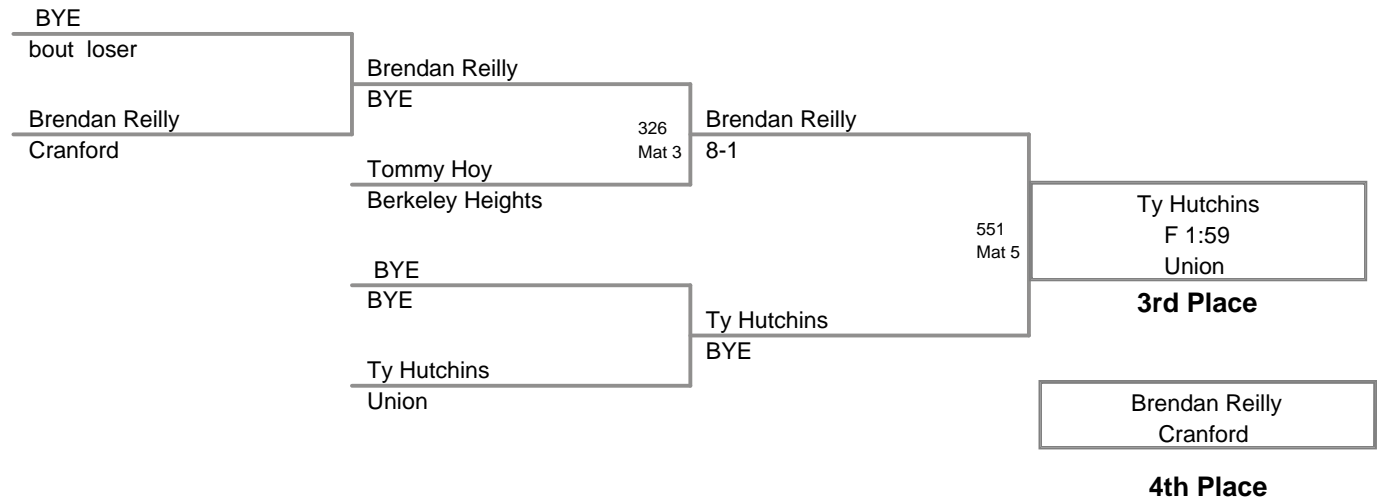 BYE
bout loser
Brendan Reilly
Cranford
Brendan Reilly
BYE
Tommy Hoy
Berkeley Heights
326
Mat 3
BYE
BYE
Ty Hutchins
Union
Brendan Reilly
8-1
Ty Hutchins
BYE
551
Mat 5
Ty Hutchins
F 1:59
Union
3rd Place
Brendan Reilly
Cranford
4th Place